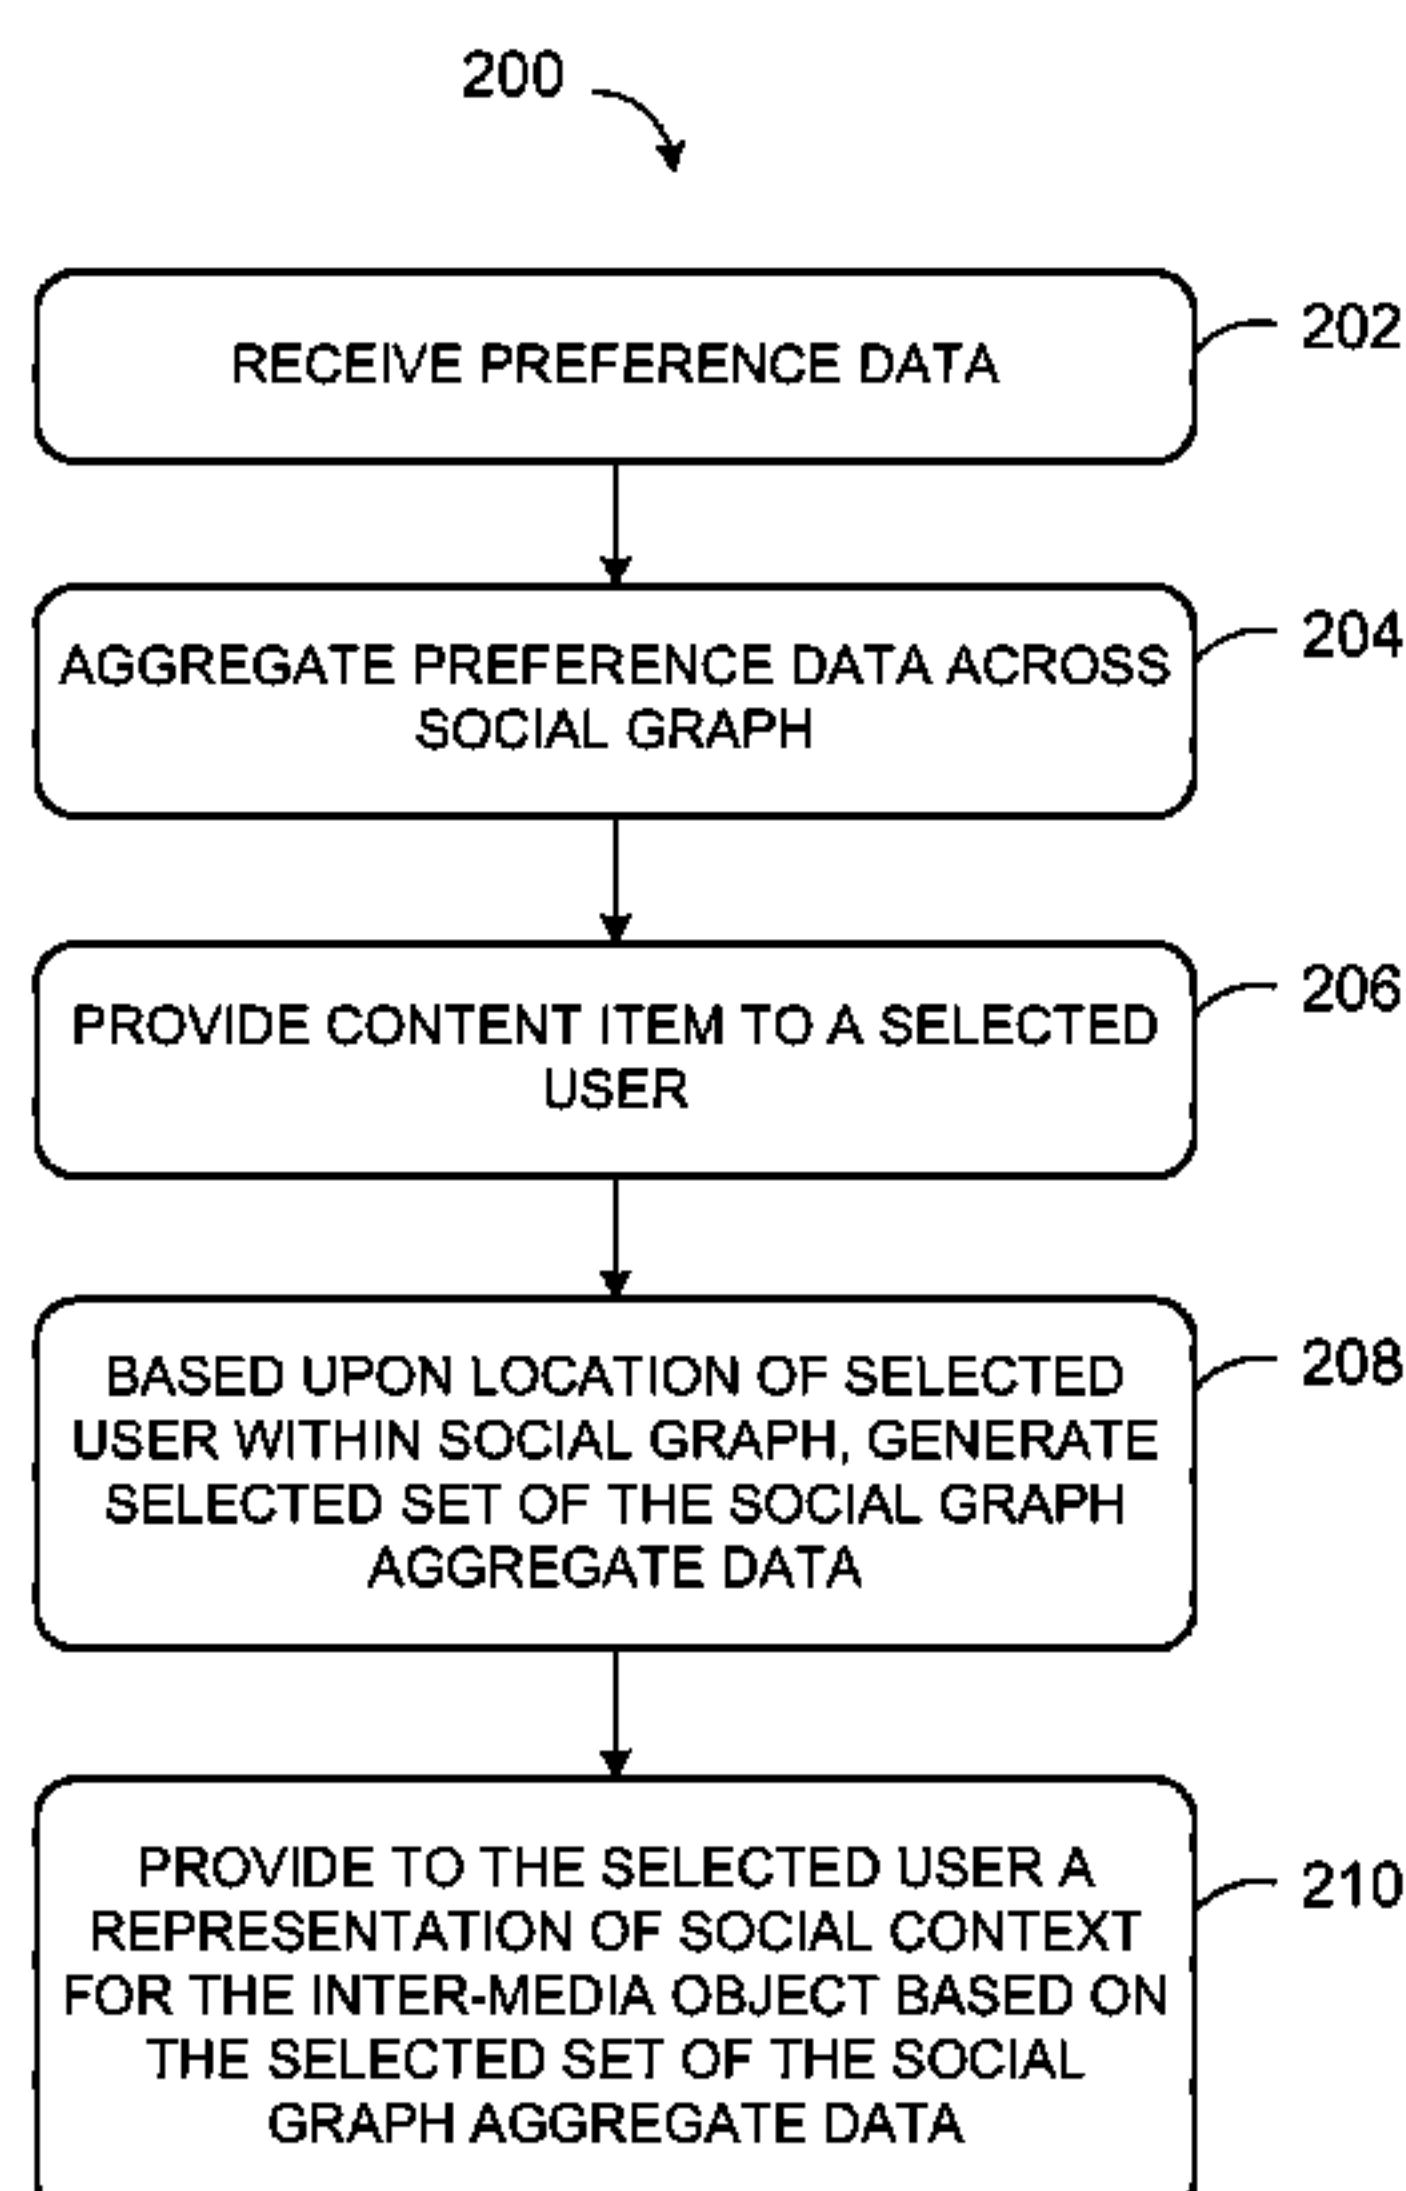 200
RECEIVE PREFERENCE DATA
202
AGGREGATE PREFERENCE DATA ACROSS
SOCIAL GRAPH
204
PROVIDE CONTENT ITEM TO A SELECTED
USER
206
BASED UPON LOCATION OF SELECTED
USER WITHIN SOCIAL GRAPH, GENERATE
SELECTED SET OF THE SOCIAL GRAPH
AGGREGATE DATA
208
PROVIDE TO THE SELECTED USER A
REPRESENTATION OF SOCIAL CONTEXT
FOR THE INTER-MEDIA OBJECT BASED ON
THE SELECTED SET OF THE SOCIAL
GRAPH AGGREGATE DATA
210